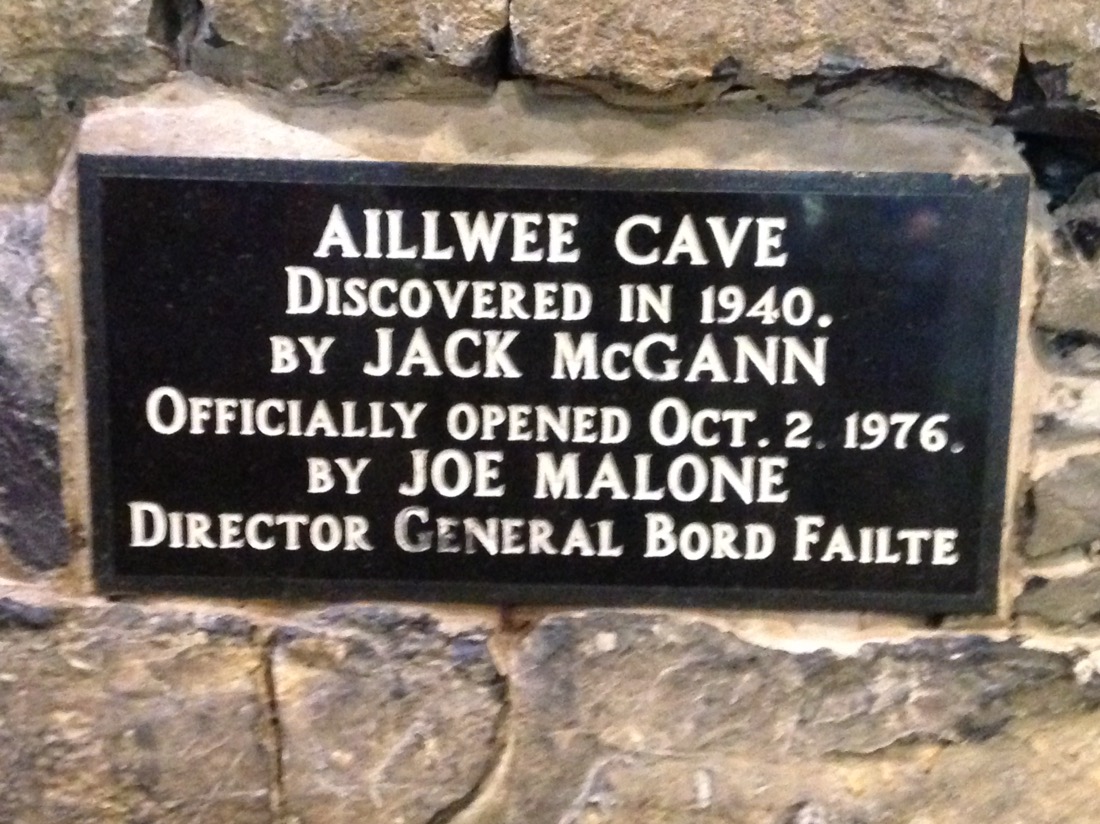 AILLWEE CAVE
DISCOVERED IN 1940.
BY JACK McGANN
OFFICIALLY OPENED OCT. 2. 1976.
BY JOE MALONE
DIRECTOR GENERAL BORD FAILTE